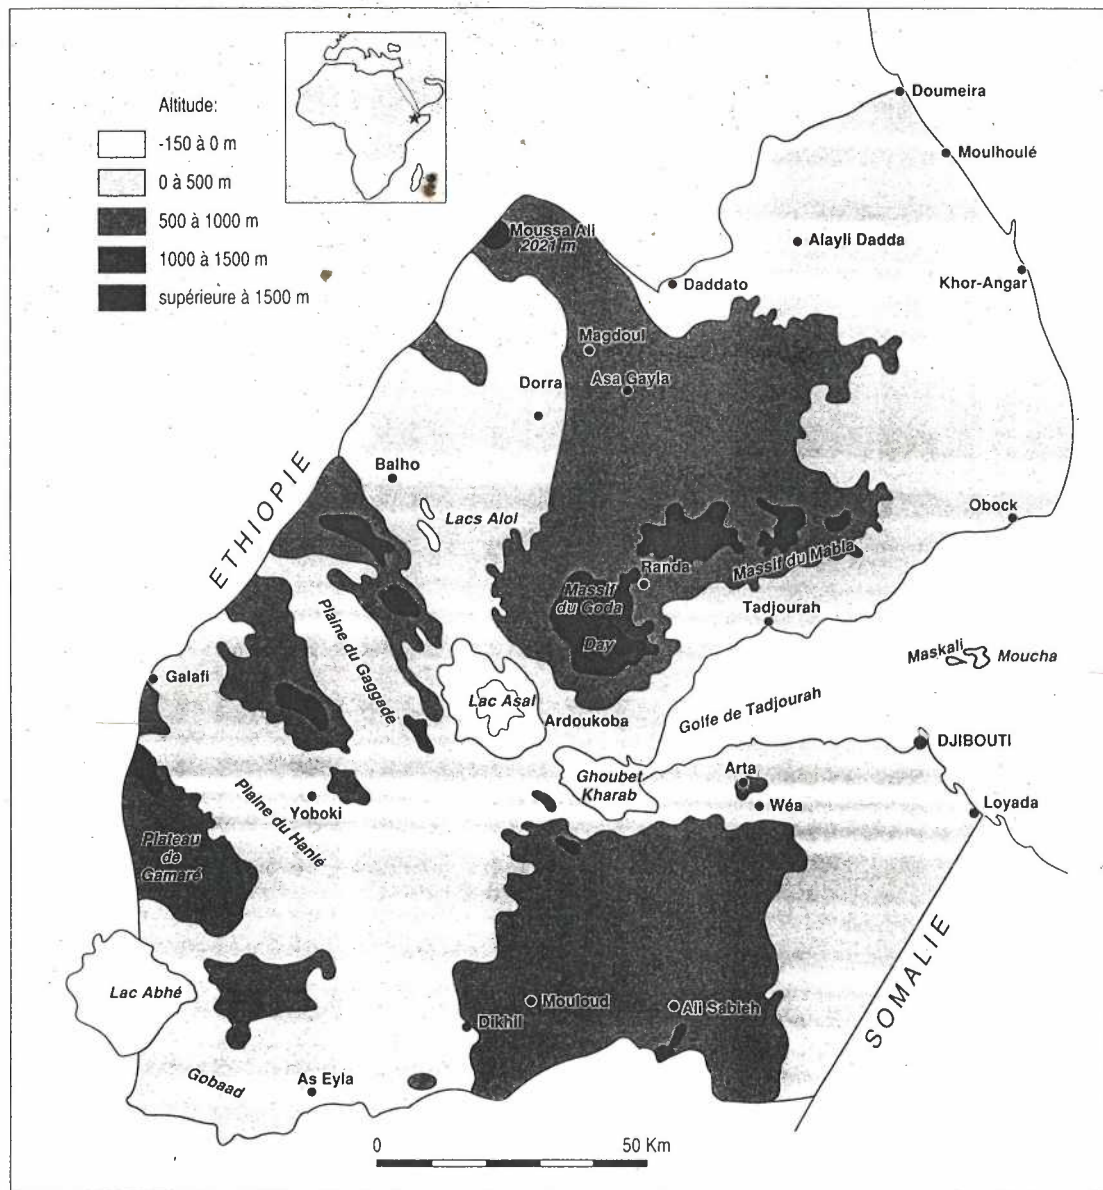 Altitude:
-150 à 0 m
0 à 500 m
500 à 1000 m
1000 à 1500 m
supérieure à 1500 m
Doumeira
Moulhoulé
Moussa Ali
2021 m
Alayli Dadda
Daddato
Khor-Angar
Magdoul
Dorra
Asa Gayla
ETHIOPIE
Balho
Lacs Alol
Obock
Randa
Massif du Mabla
Massif
du Goda
Plaine du Gaggade
Tadjourah
Day
Maskali
Moucha
Galafi
Lac Asal
Ardoukoba
Golfe de Tadjourah
DJIBOUTI
Ghoubet
Kharab
Arta
Yoboki
Plaine du Hanlé
Wéa
Loyada
Plateau
de
Gamaré
SOMALIE
Lac Abhé
Mouloud
Ali Sabieh
Dikhil
Gobaad
As Eyla
0
50 Km